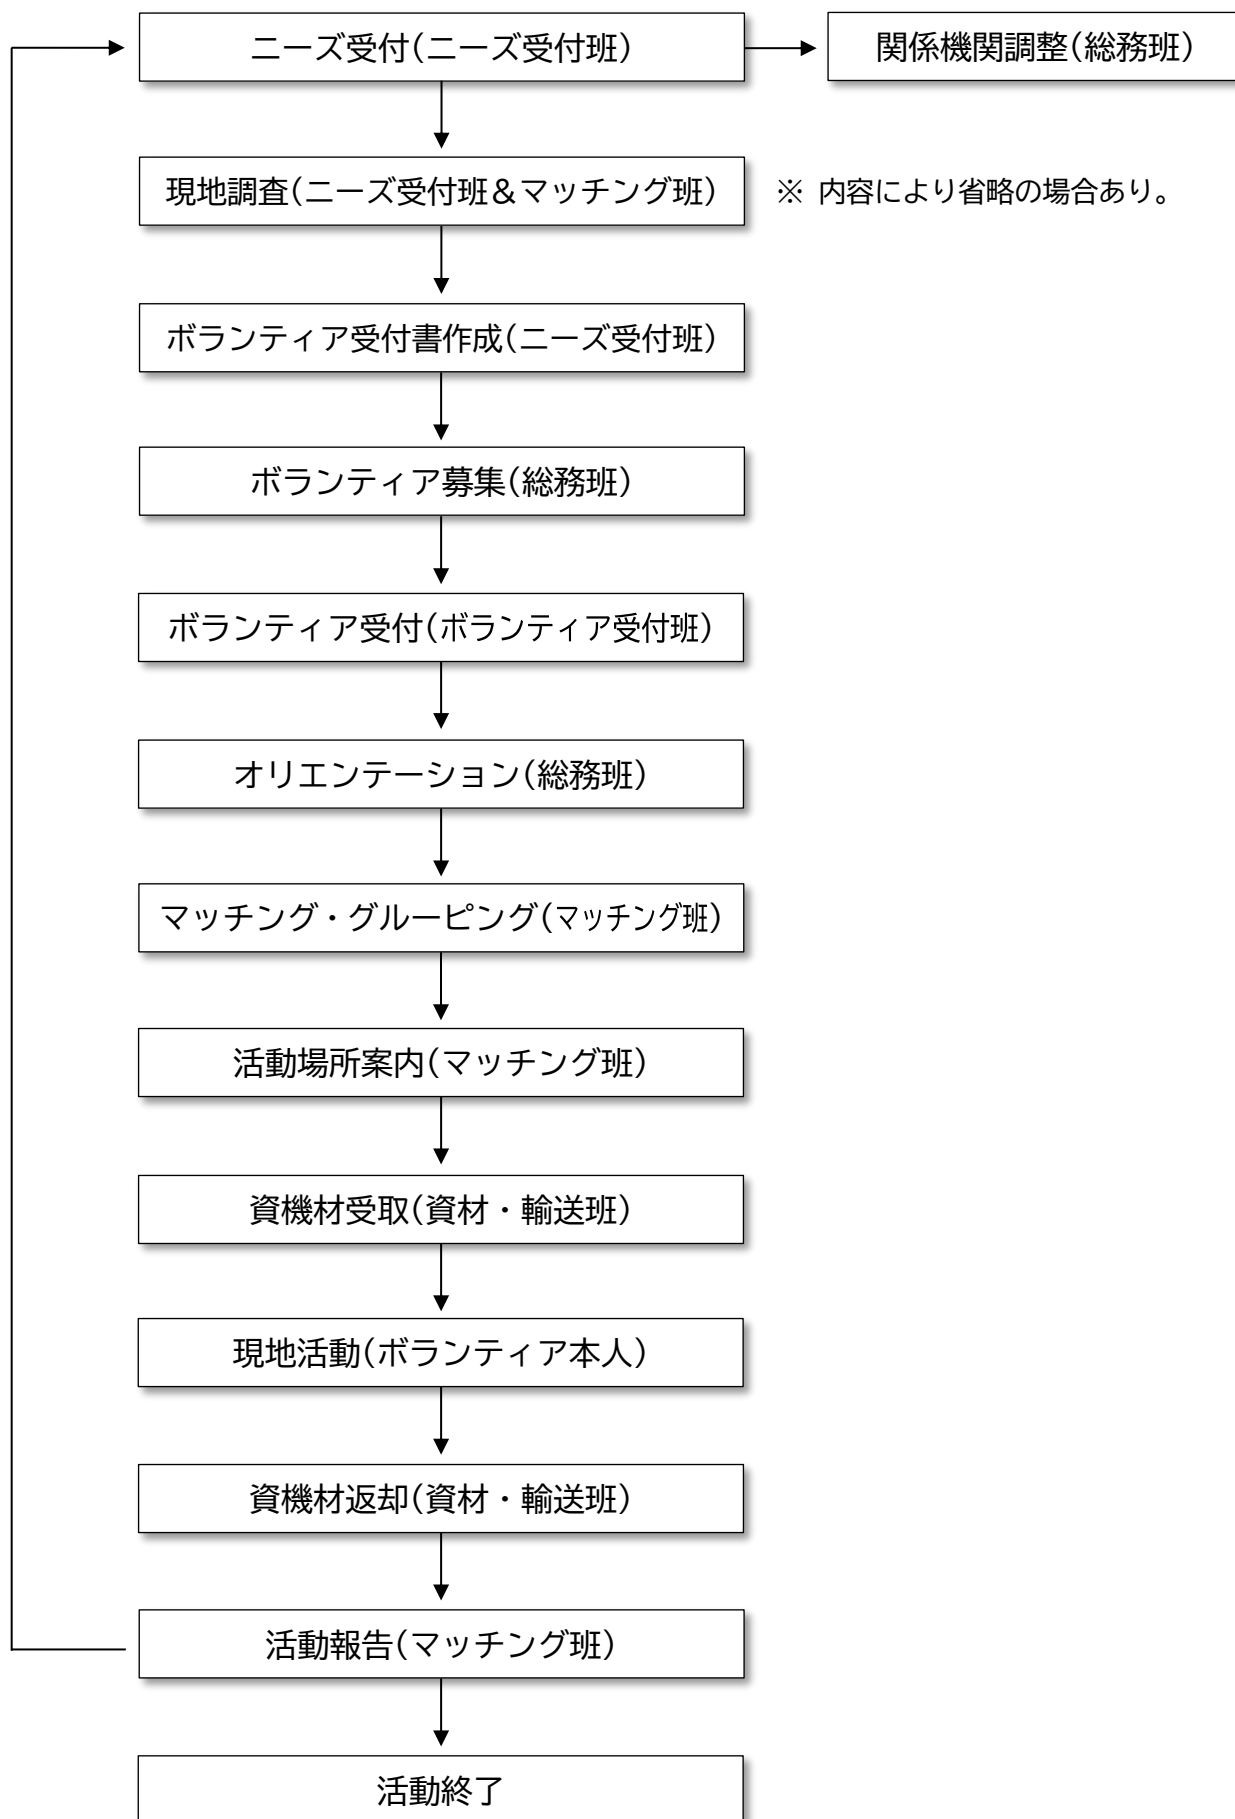 ニーズ受付(ニーズ受付班)
関係機関調整(総務班)
現地調査(ニーズ受付班&マッチング班)
※ 内容により省略の場合あり。
ボランティア受付書作成(ニーズ受付班)
ボランティア募集(総務班)
ボランティア受付(ボランティア受付班)
オリエンテーション(総務班)
マッチング・グルーピング(マッチング班)
活動場所案内(マッチング班)
資機材受取(資材・輸送班)
現地活動(ボランティア本人)
資機材返却(資材・輸送班)
活動報告(マッチング班)
活動終了